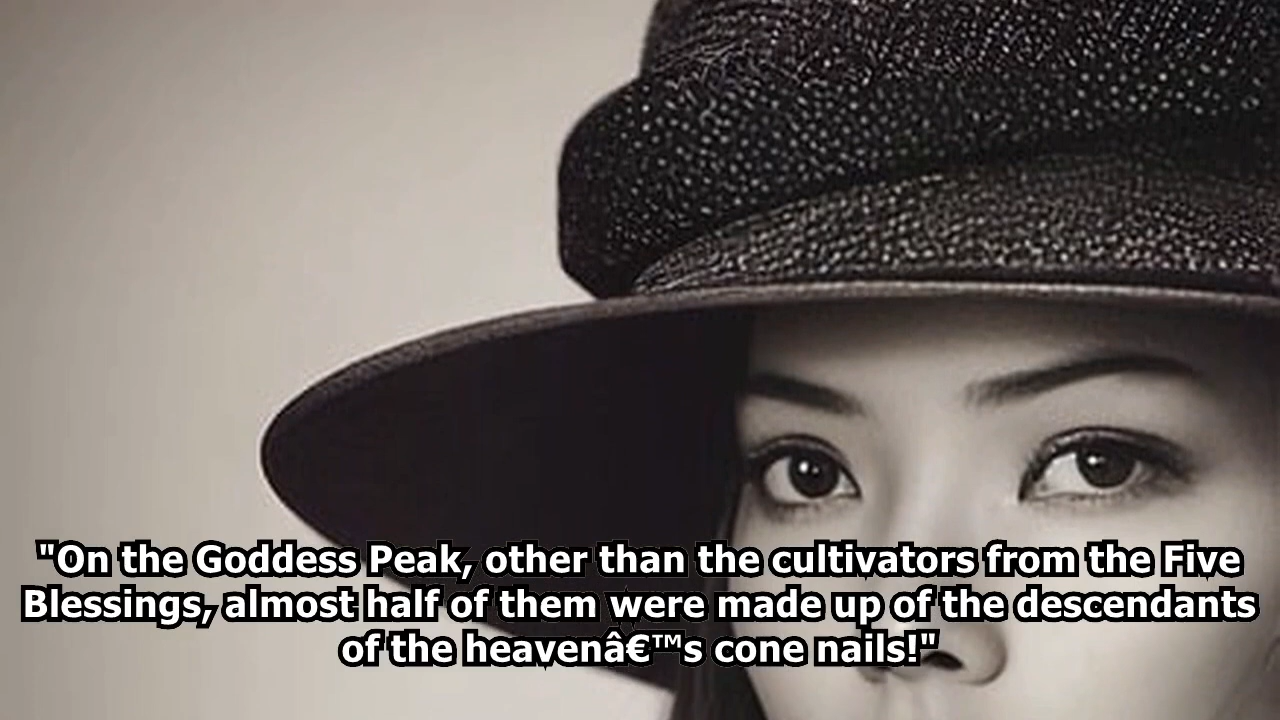 "On the Goddess Peak, other than the cultivators from the Five
Blessings, almost half of them were made up of the descendants
of the heavenâ€™s cone nails!"